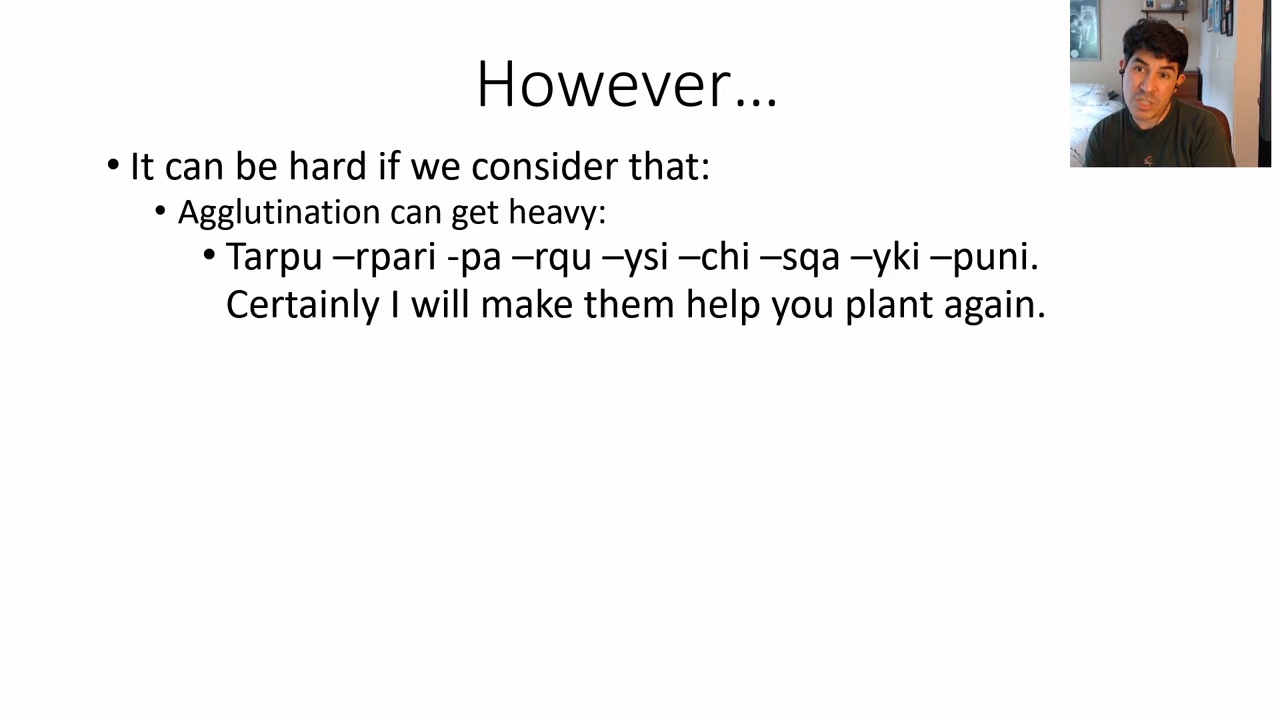 However…
• It can be hard if we consider that:
• Agglutination can get heavy:
• Tarpu –rpari -pa –rqu –ysi –chi –sqa –yki –puni.
Certainly I will make them help you plant again.